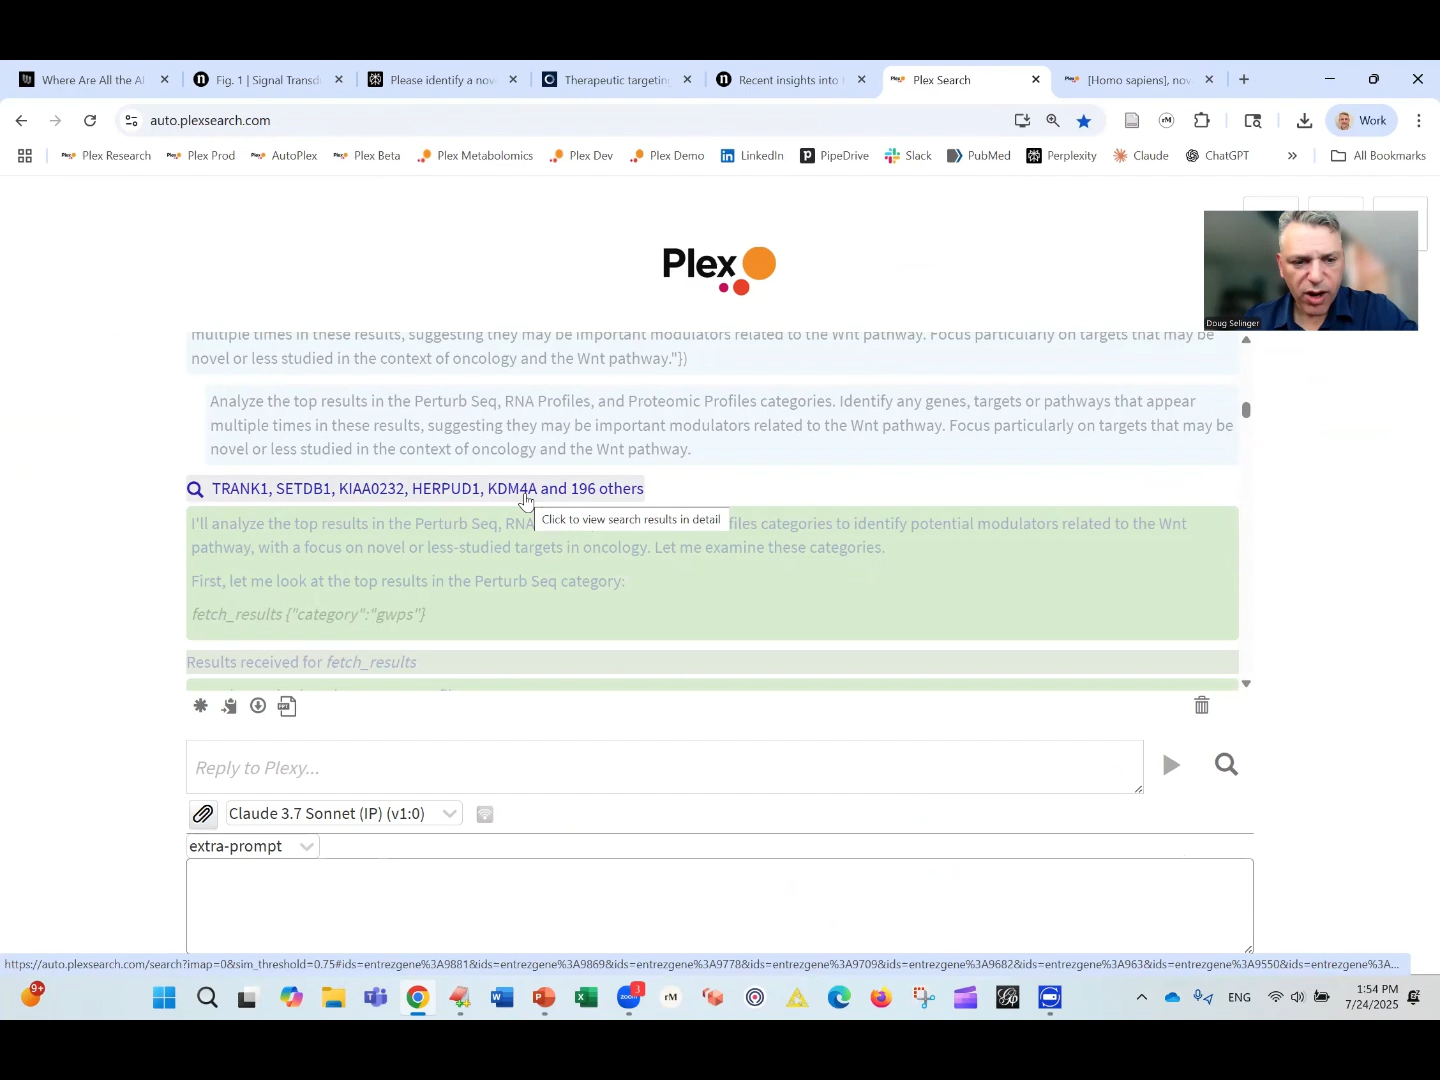 Where Are All the AI
Fig. 1 | Signal Transd
Please identify a nov
Therapeutic targeting
Recent insights into
Plex Search
[Homo sapiens], nov
auto.plexsearch.com
Work
Plex Research
Plex Prod
AutoPlex
Plex Beta
Plex Metabolomics
Plex Dev
Plex Demo
LinkedIn
PipeDrive
Slack
PubMed
Perplexity
Claude
ChatGPT
All Bookmarks
Plex
Doug Selinger
multiple times in these results, suggesting they may be important modulators related to the Wnt pathway. Focus particularly on targets that may be
novel or less studied in the context of oncology and the Wnt pathway."})
Analyze the top results in the Perturb Seq, RNA Profiles, and Proteomic Profiles categories. Identify any genes, targets or pathways that appear
multiple times in these results, suggesting they may be important modulators related to the Wnt pathway. Focus particularly on targets that may be
novel or less studied in the context of oncology and the Wnt pathway.
TRANK1, SETDB1, KIAA0232, HERPUD1, KDM4A and 196 others
Click to view search results in detail
I'll analyze the top results in the Perturb Seq, RNA files categories to identify potential modulators related to the Wnt
pathway, with a focus on novel or less-studied targets in oncology. Let me examine these categories.
First, let me look at the top results in the Perturb Seq category:
fetch_results {"category":"gwps"}
Results received for fetch_results
Reply to Plexy...
Claude 3.7 Sonnet (IP) (v1:0)
extra-prompt
https://auto.plexsearch.com/search?imap=0&sim_threshold=0.75#ids=entrezgene%3A9881&ids=entrezgene%3A9869&ids=entrezgene%3A9778&ids=entrezgene%3A9709&ids=entrezgene%3A9682&ids=entrezgene%3A963&ids=entrezgene%3A9550&ids=entrezgene%3A...
9+
zoom
3
rM
ENG
1:54 PM
7/24/2025